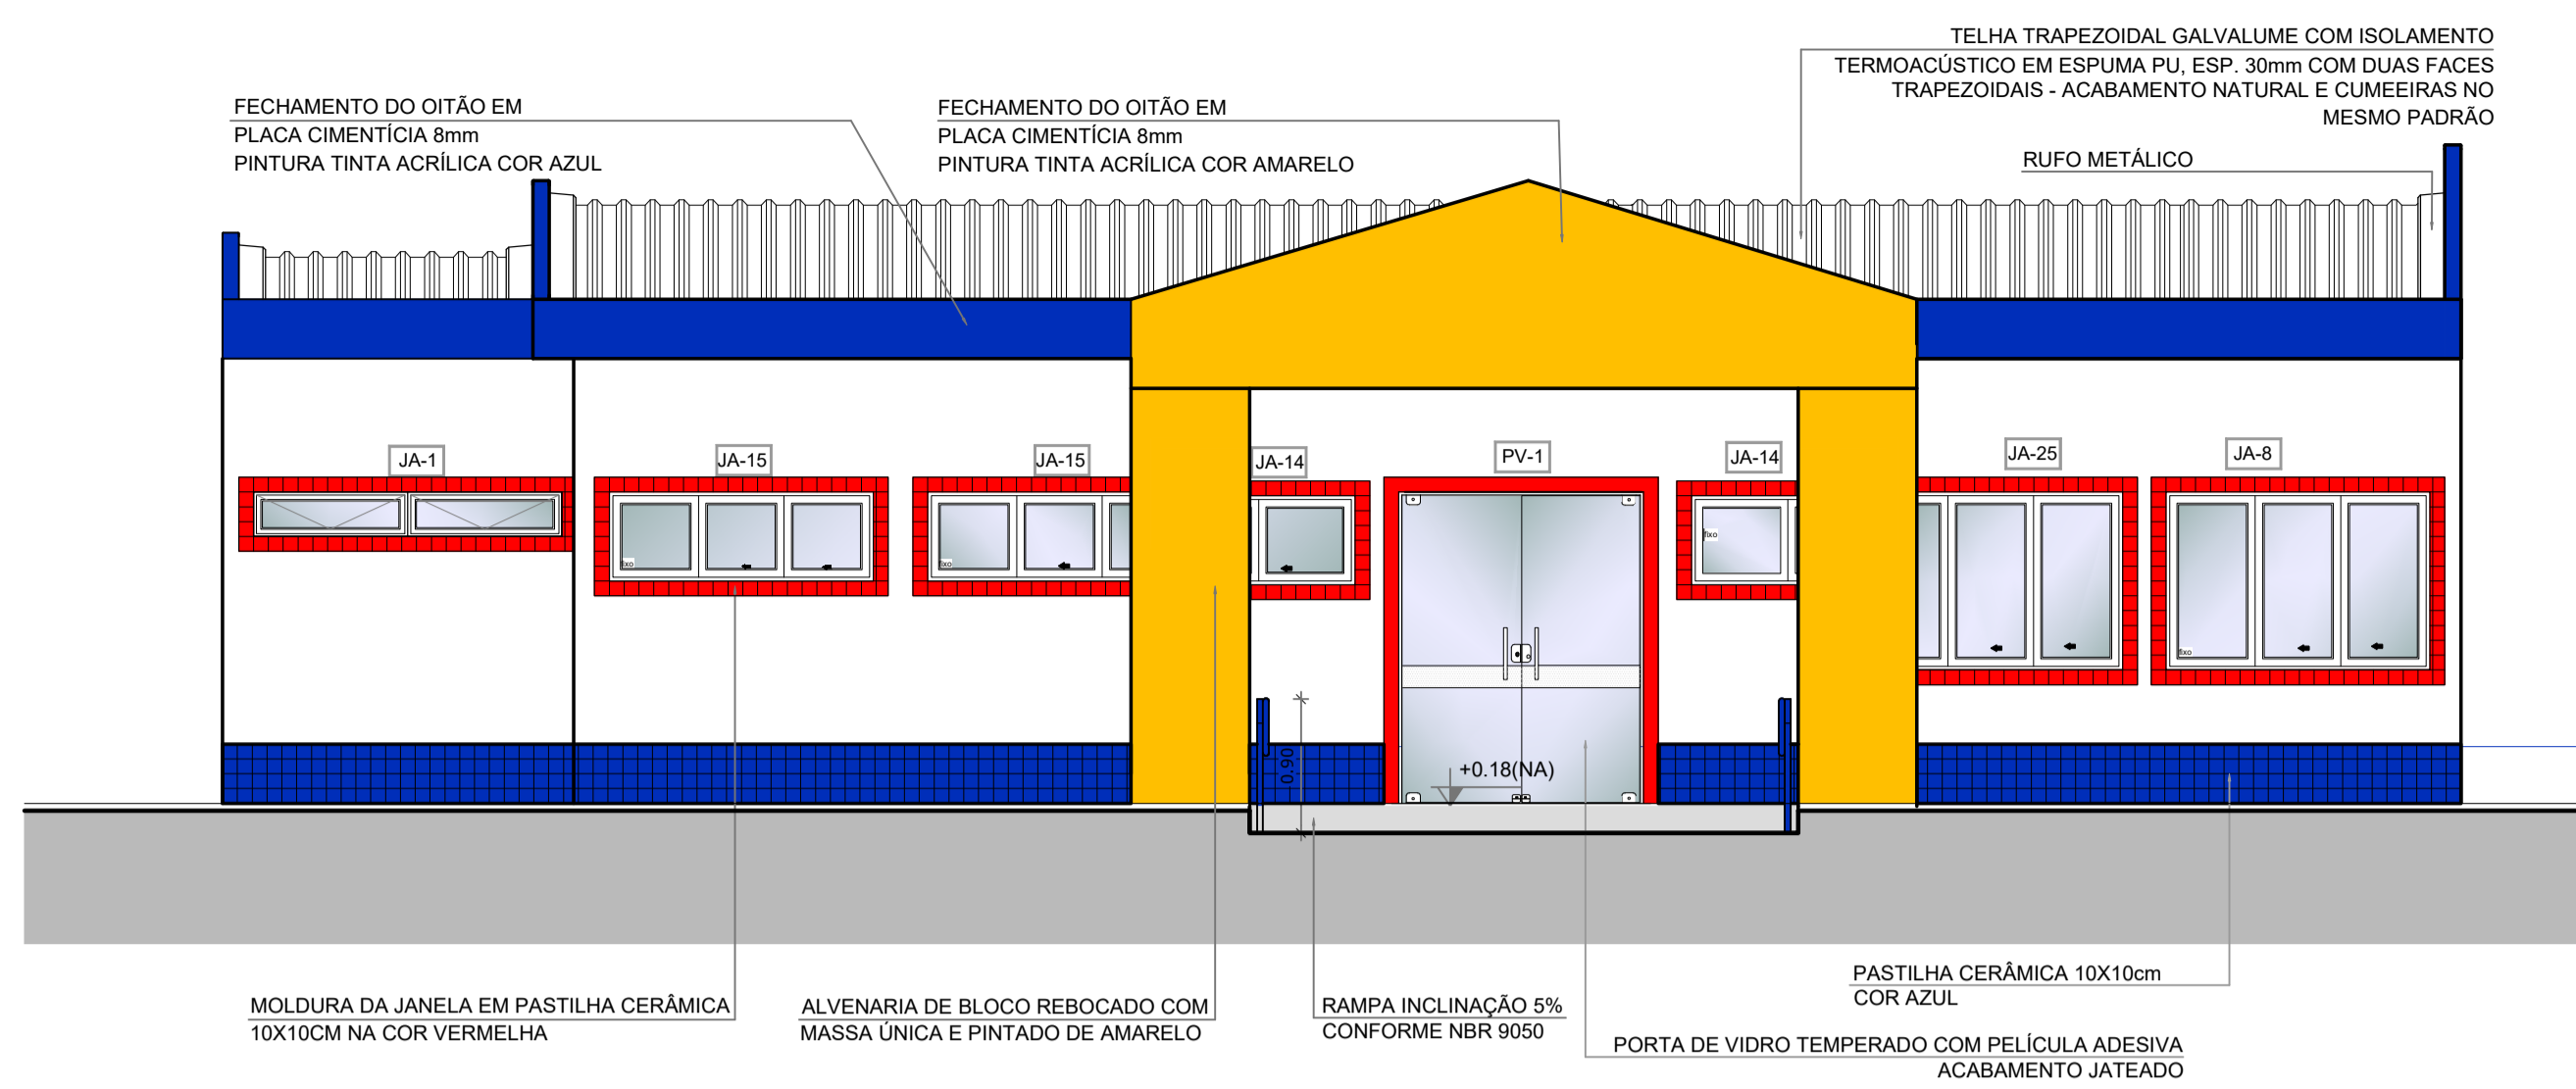 TELHA TRAPEZOIDAL GALVALUME COM ISOLAMENTO
TERMOACÚSTICO EM ESPUMA PU, ESP. 30mm COM DUAS FACES
TRAPEZOIDAIS - ACABAMENTO NATURAL E CUMEEIRAS NO
MESMO PADRÃO
FECHAMENTO DO OITÃO EM
PLACA CIMENTÍCIA 8mm
PINTURA TINTA ACRÍLICA COR AZUL
FECHAMENTO DO OITÃO EM
PLACA CIMENTÍCIA 8mm
PINTURA TINTA ACRÍLICA COR AMARELO
RUFO METÁLICO
JA-1
JA-15
JA-15
JA-14
PV-1
JA-14
JA-25
JA-8
fixo
fixo
fixo
fixo
0.90
+0.18(NA)
MOLDURA DA JANELA EM PASTILHA CERÂMICA
10X10CM NA COR VERMELHA
ALVENARIA DE BLOCO REBOCADO COM
MASSA ÚNICA E PINTADO DE AMARELO
RAMPA INCLINAÇÃO 5%
CONFORME NBR 9050
PASTILHA CERÂMICA 10X10cm
COR AZUL
PORTA DE VIDRO TEMPERADO COM PELÍCULA ADESIVA
ACABAMENTO JATEADO